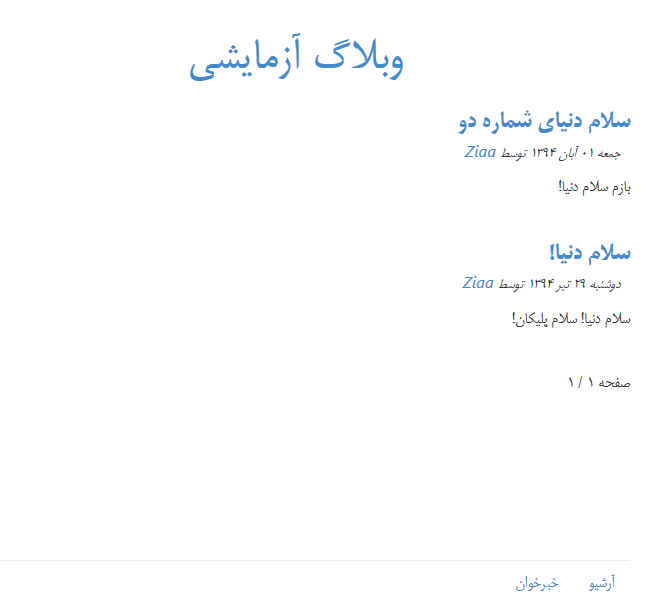 وبلاگ آزمایشی
سلام دنیای شماره دو
جمعه ۰۱ آبان ۱۳۹۴ توسط Ziaa
بازم سلام دنیا!
سلام دنیا!
دوشنبه ۲۹ تیر ۱۳۹۴ توسط Ziaa
سلام دنیا! سلام پلیکان!
صفحه ۱ / ۱
آرشیو خبرخوان